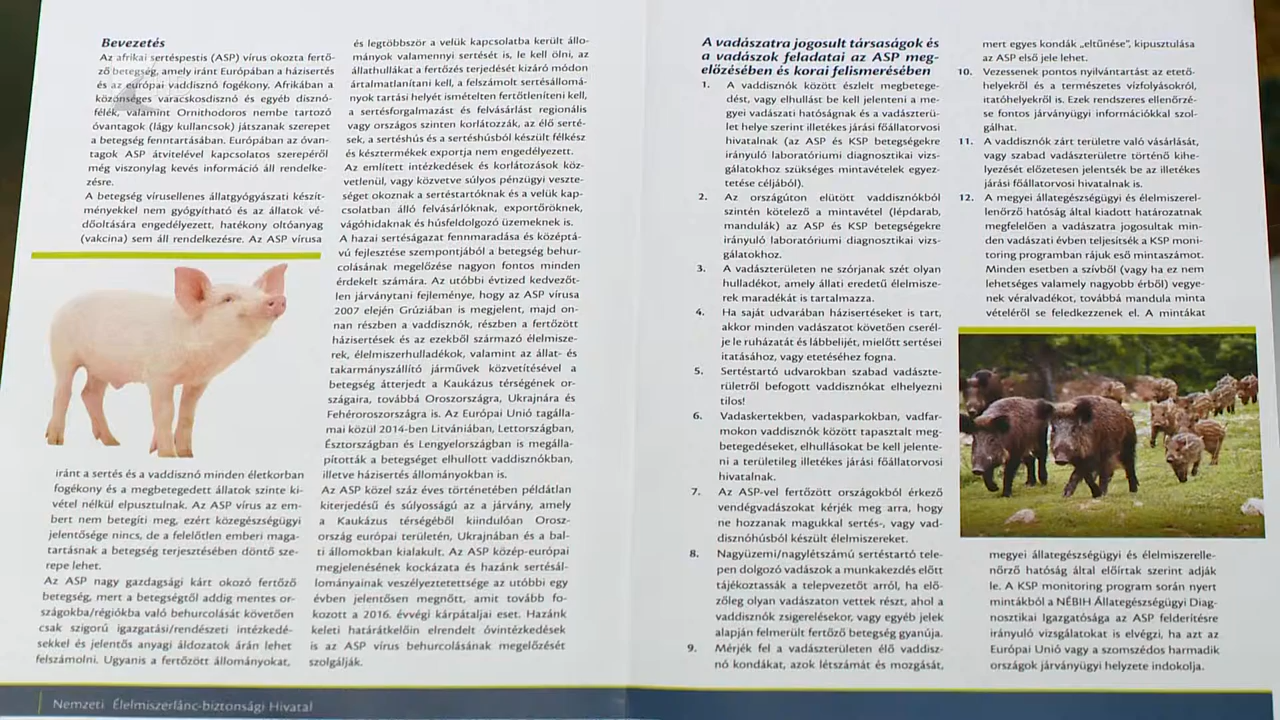 Bevezetés
Az afrikai sertéspestis (ASP) vírus okozta fertő-
ző betegség, amely iránt Európában a házisertés
és az európai vaddisznó fogékony. Afrikában a
közönséges varacskosdisznó és egyéb disznó-
félék, valamint Ornithodoros nembe tartozó
óvantagok (lágy kullancsok) játszanak szerepet
a betegség fenntartásában. Európában az óvan-
tagok ASP átvitelével kapcsolatos szerepéről
még viszonylag kevés információ áll rendelke-
zésre.
A betegség vírusellenes állatgyógyászati készít-
ményekkel nem gyógyítható és az állatok vé-
dőoltására engedélyezett, hatékony oltóanyag
(vakcina) sem áll rendelkezésre. Az ASP vírusa
iránt a sertés és a vaddisznó minden életkorban
fogékony és a megbetegedett állatok szinte ki-
vétel nélkül elpusztulnak. Az ASP vírus az em-
bert nem betegíti meg, ezért közegészségügyi
jelentősége nincs, de a felelőtlen emberi maga-
tartásnak a betegség terjesztésében döntő sze-
repe lehet.
Az ASP nagy gazdasági kárt okozó fertőző
betegség, mert a betegségtől addig mentes or-
szágokba/régiókba való behurcolását követően
csak szigorú igazgatási/rendészeti intézkedé-
sekkel és jelentős anyagi áldozatok árán lehet
felszámolni. Ugyanis a fertőzött állományokat,
és legtöbbször a velük kapcsolatba került állo-
mányok valamennyi sertését is, le kell ölni, az
állathullákat a fertőzés terjedését kizáró módon
ártalmatlanítani kell, a felszámolt sertésállomá-
nyok tartási helyét ismételten fertőtleníteni kell,
a sertésforgalmazást és felvásárlást regionális
vagy országos szinten korlátozzák, az élő serté-
sek, a sertéshús és a sertéshúsból készült félkész
és késztermékek exportja nem engedélyezett.
Az említett intézkedések és korlátozások köz-
vetlenül, vagy közvetve súlyos pénzügyi veszte-
séget okoznak a sertéstartóknak és a velük kap-
csolatban álló felvásárlóknak, exportőröknek,
vágóhidaknak és húsfeldolgozó üzemeknek is.
A hazai sertéságazat fennmaradása és középtá-
vú fejlesztése szempontjából a betegség behur-
colásának megelőzése nagyon fontos minden
érdekelt számára. Az utóbbi évtized kedvezőt-
len járványtani fejleménye, hogy az ASP vírusa
2007 elején Grúziában is megjelent, majd on-
nan részben a vaddisznók, részben a fertőzött
házisertések és az ezekből származó élelmisze-
rek, élelmiszerhulladékok, valamint az állat- és
takarmányszállító járművek közvetítésével a
betegség átterjedt a Kaukázus térségének or-
szágaira, továbbá Oroszországra, Ukrajnára és
Fehéroroszországra is. Az Európai Unió tagálla-
mai közül 2014-ben Litvániában, Lettországban,
Észtországban és Lengyelországban is megálla-
pították a betegséget elhullott vaddisznókban,
illetve házisertés állományokban is.
Az ASP közel száz éves történetében példátlan
kiterjedésű és súlyosságú az a járvány, amely
a Kaukázus térségéből kiindulóan Orosz-
ország európai területén, Ukrajnában és a bal-
ti államokban kialakult. Az ASP közép-európai
megjelenésének kockázata és hazánk sertésál-
lományainak veszélyeztetettsége az utóbbi egy
évben jelentősen megnőtt, amit tovább fo-
kozott a 2016. évvégi kárpátaljai eset. Hazánk
keleti határátkelőin elrendelt óvintézkedések
is az ASP vírus behurcolásának megelőzését
szolgálják.
A vadászatra jogosult társaságok és
a vadászok feladatai az ASP meg-
előzésében és korai felismerésében
1. A vaddisznók között észlelt megbetege-
dést, vagy elhullást be kell jelenteni a me-
gyei vadászati hatóságnak és a vadászterü-
let helye szerint illetékes járási főállatorvosi
hivatalnak (az ASP és KSP betegségekre
irányuló laboratóriumi diagnosztikai vizs-
gálatokhoz szükséges mintavételek egyez-
tetése céljából).
2. Az országúton elütött vaddisznókból
szintén kötelező a mintavétel (lépdarab,
mandulák) az ASP és KSP betegségekre
irányuló laboratóriumi diagnosztikai vizs-
gálatokhoz.
3. A vadászterületen ne szórjanak szét olyan
hulladékot, amely állati eredetű élelmisze-
rek maradékát is tartalmazza.
4. Ha saját udvarában házisertéseket is tart,
akkor minden vadászatot követően cserél-
je le ruházatát és lábbelijét, mielőtt sertései
itatásához, vagy etetéséhez fogna.
5. Sertéstartó udvarokban szabad vadászte-
rületről befogott vaddisznókat elhelyezni
tilos!
6. Vadaskertekben, vadasparkokban, vadfar-
mokon vaddisznók között tapasztalt meg-
betegedéseket, elhullásokat be kell jelente-
ni a területileg illetékes járási főállatorvosi
hivatalnak.
7. Az ASP-vel fertőzött országokból érkező
vendégvadászokat kérjék meg arra, hogy
ne hozzanak magukkal sertés-, vagy vad-
disznóhúsból készült élelmiszereket.
8. Nagyüzemi/nagylétszámú sertéstartó tele-
pen dolgozó vadászok a munkakezdés előtt
tájékoztassák a telepvezetőt arról, ha elő-
zőleg olyan vadászaton vettek részt, ahol a
vaddisznók zsigerelésekor, vagy egyéb jelek
alapján felmerült fertőző betegség gyanúja.
9. Mérjék fel a vadászterületen élő vaddisz-
nó kondákat, azok létszámát és mozgását,
mert egyes kondák „eltűnése”, kipusztulása
az ASP első jele lehet.
10. Vezessenek pontos nyilvántartást az etető-
helyekről és a természetes vízfolyásokról,
itatóhelyekről is. Ezek rendszeres ellenőrzé-
se fontos járványügyi információkkal szol-
gálhat.
11. A vaddisznók zárt területre való vásárlását,
vagy szabad vadászterületre történő kihe-
lyezését előzetesen jelentsék be az illetékes
járási főállatorvosi hivatalnak is.
12. A megyei állategészségügyi és élelmiszerel-
lenőrző hatóság által kiadott határozatnak
megfelelően a vadászatra jogosultak min-
den vadászati évben teljesítsék a KSP moni-
toring programban rájuk eső mintaszámot.
Minden esetben a szívből (vagy ha ez nem
lehetséges valamely nagyobb érből) vegye-
nek véralvadékot, továbbá mandula minta
vételéről se feledkezzenek el. A mintákat
megyei állategészségügyi és élelmiszerelle-
nőrző hatóság által előírtak szerint adják
le. A KSP monitoring program során nyert
mintákból a NÉBIH Állategészségügyi Diag-
nosztikai Igazgatósága az ASP felderítésre
irányuló vizsgálatokat is elvégzi, ha azt az
Európai Unió vagy a szomszédos harmadik
országok járványügyi helyzete indokolja.
Nemzeti Élelmiszerlánc-biztonsági Hivatal